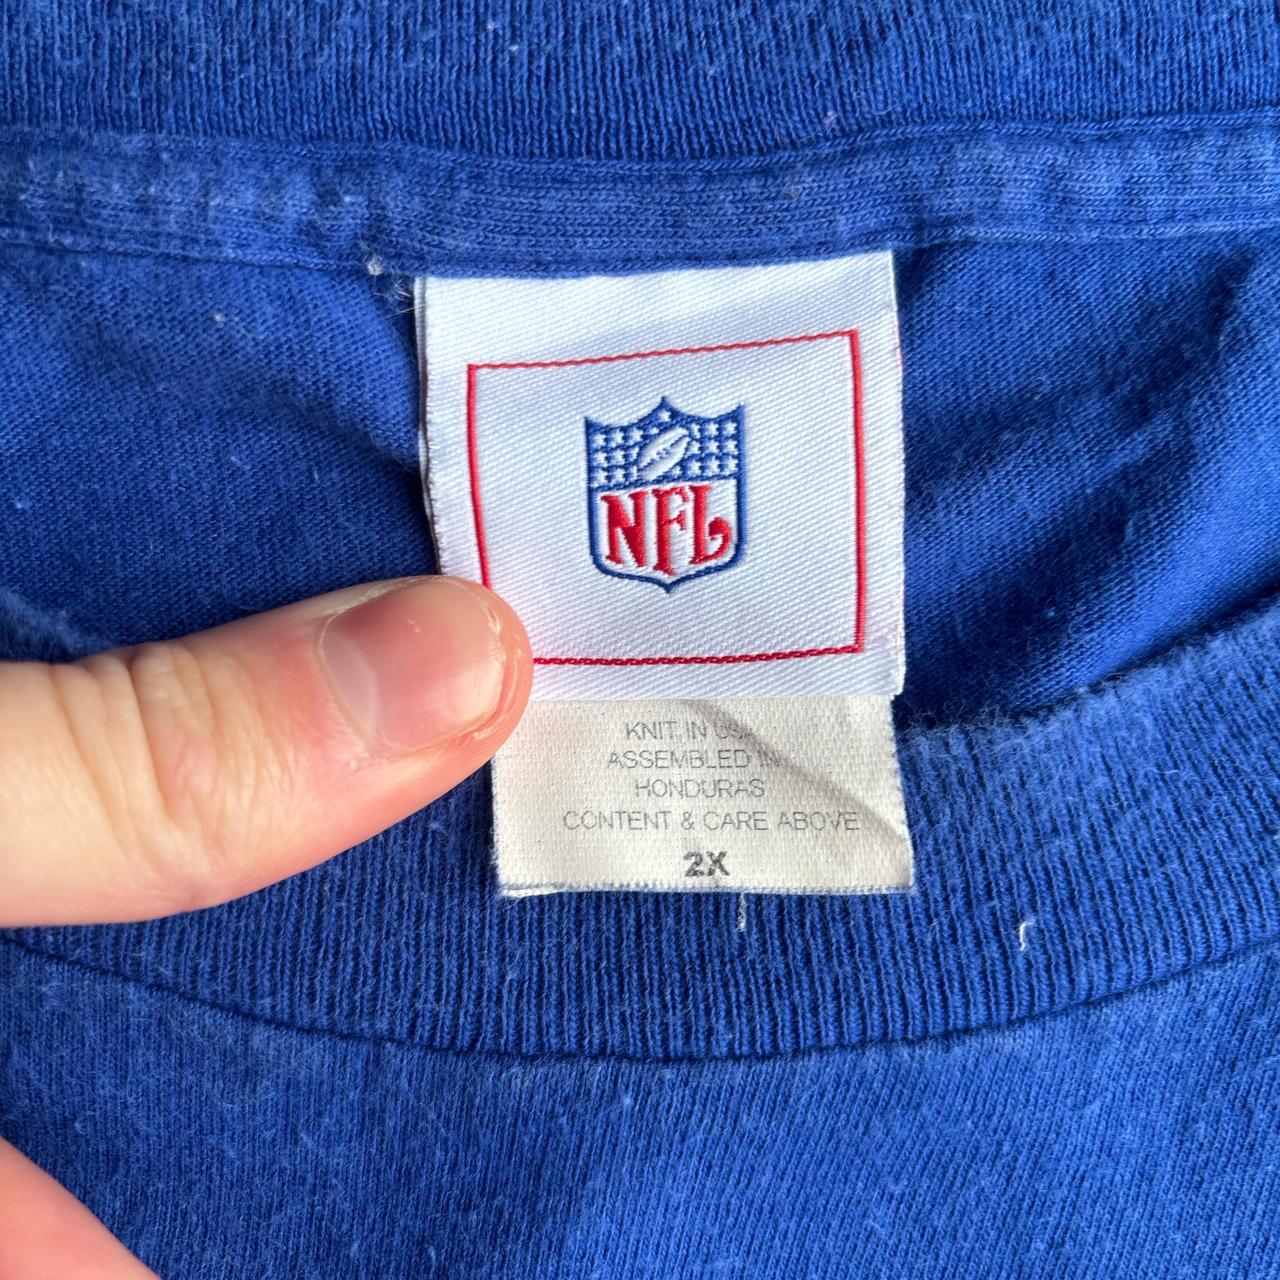 NFL
KNIT IN USA
ASSEMBLED IN
HONDURAS
CONTENT & CARE ABOVE
2X